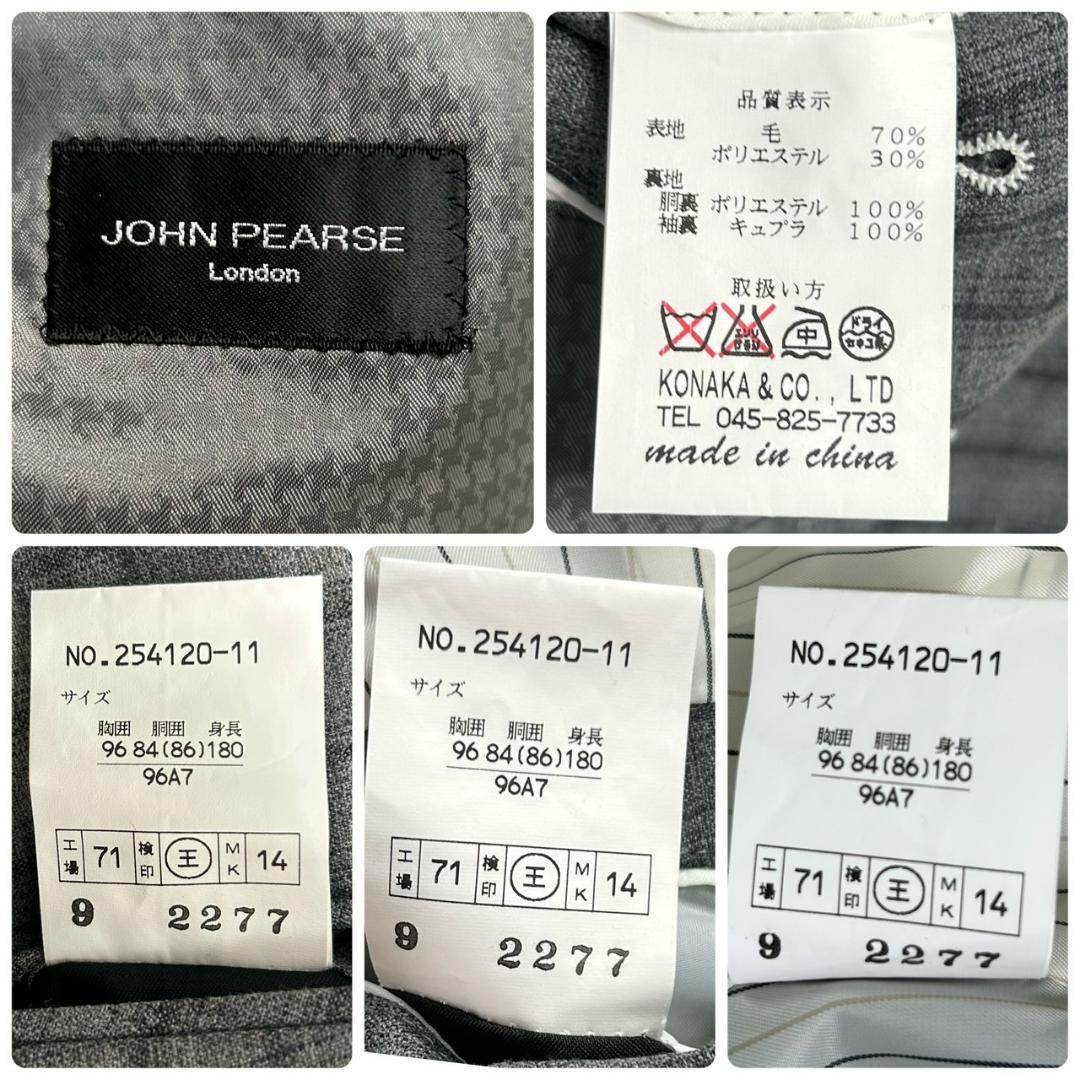 JOHN PEARSE
London
品質表示
表地 毛 70%
ポリエステル 30%
裏地
胴裏 ポリエステル 100%
袖裏 キュプラ 100%
取扱い方
中 ドライ
KONAKA & CO., LTD
TEL 045-825-7733
made in china
NO.254120-11
サイズ
胸囲 胴囲 身長
96 84(86)180
96A7
工場 71 検印 王 MK 14
9 2277
NO.254120-11
サイズ
胸囲 胴囲 身長
96 84(86)180
96A7
工場 71 検印 王 MK 14
9 2277
NO.254120-11
サイズ
胸囲 胴囲 身長
96 84(86)180
96A7
工場 71 検印 王 MK 14
9 2277